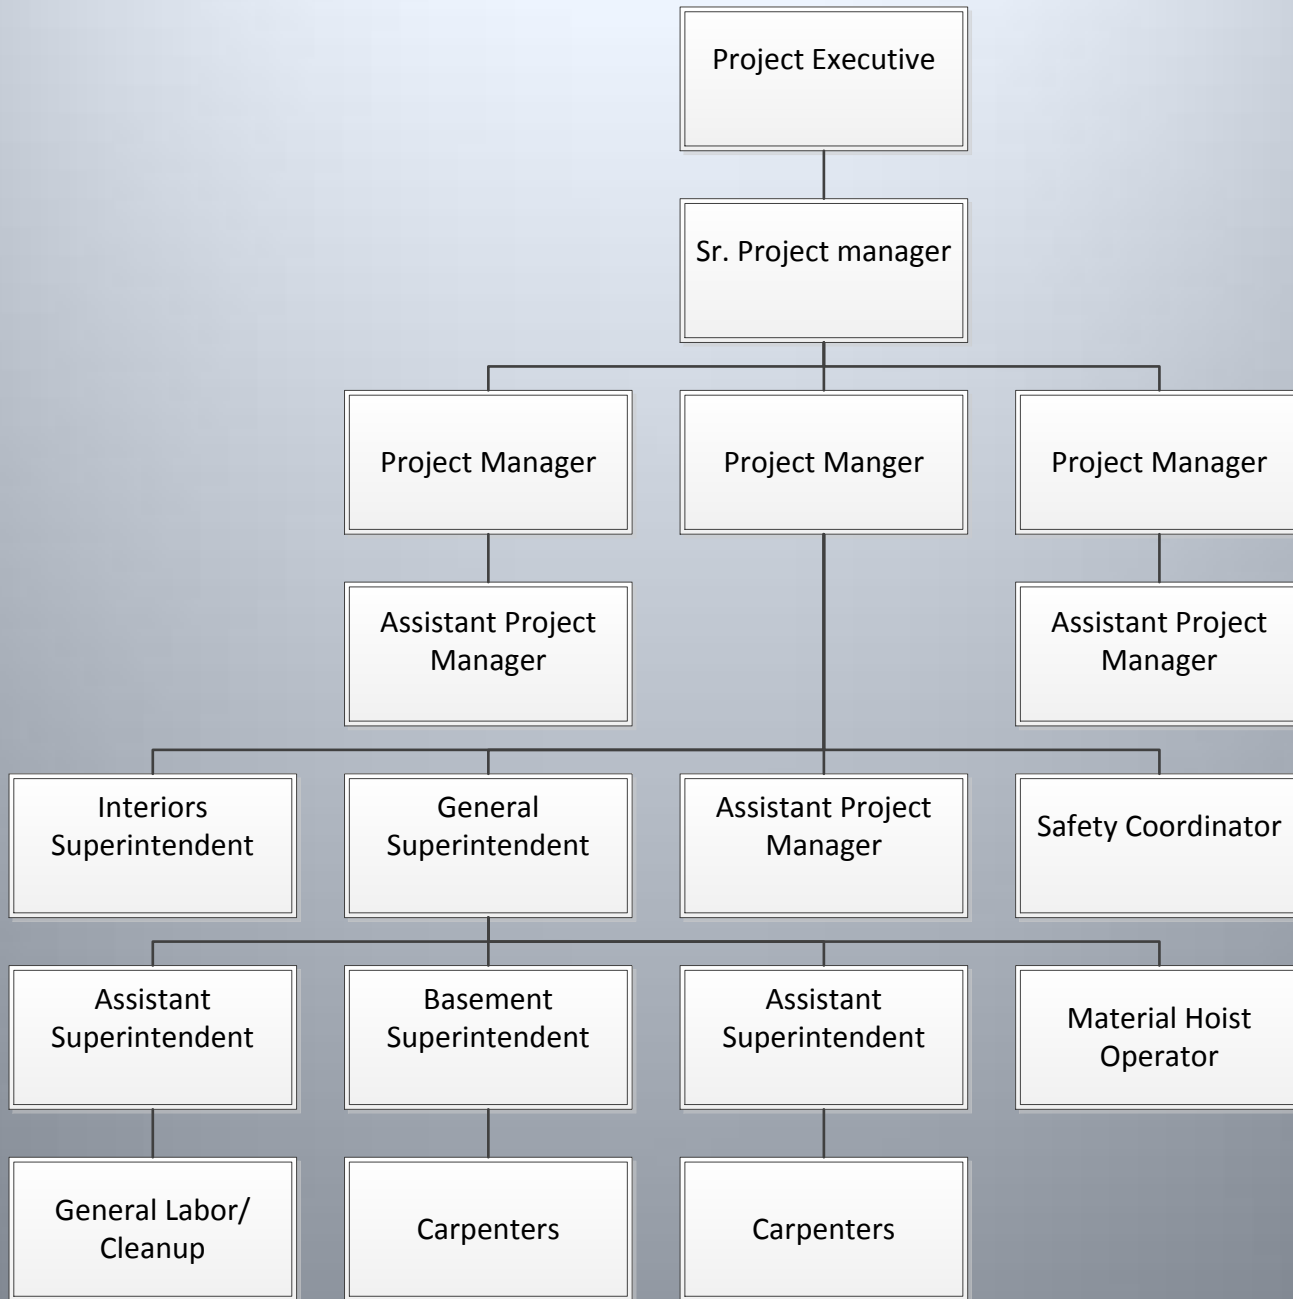 Project Executive
Sr. Project manager
Project Manager
Project Manger
Project Manager
Assistant Project
Manager
Assistant Project
Manager
Interiors
Superintendent
General
Superintendent
Assistant Project
Manager
Safety Coordinator
Assistant
Superintendent
Basement
Superintendent
Assistant
Superintendent
Material Hoist
Operator
General Labor/
Cleanup
Carpenters
Carpenters